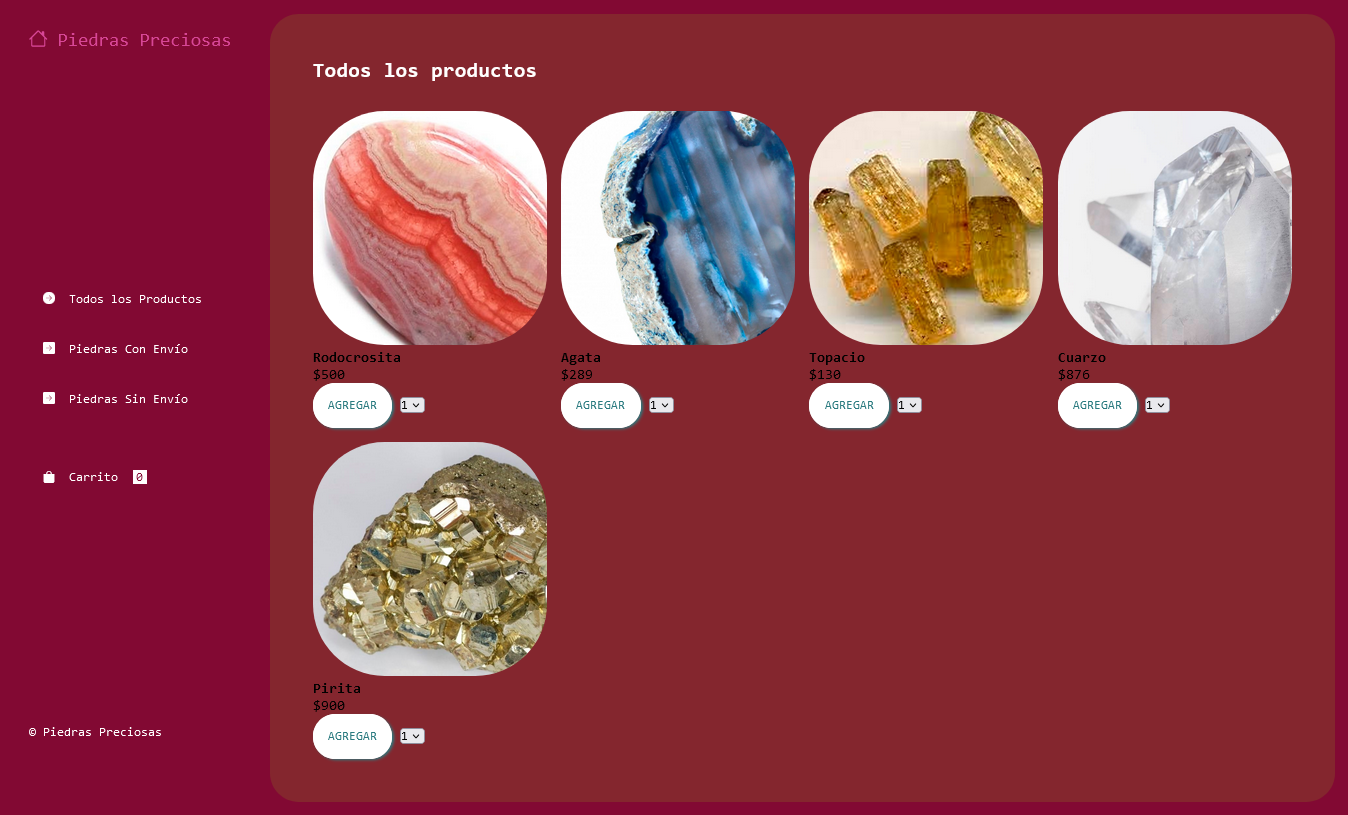 Piedras Preciosas
Todos los Productos
Piedras Con Envío
Piedras Sin Envío
Carrito 0
© Piedras Preciosas
Todos los productos
Rodocrosita
$500
AGREGAR 1
Agata
$289
AGREGAR 1
Topacio
$130
AGREGAR 1
Cuarzo
$876
AGREGAR 1
Pirita
$900
AGREGAR 1